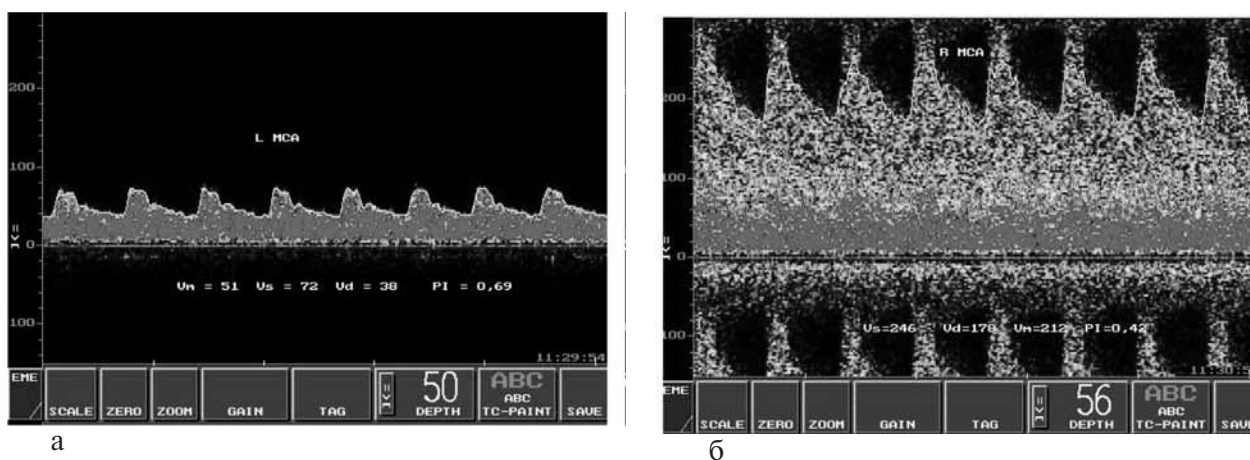 200
100
0
100
L MCA
Vm = 51 Vs = 72 Vd = 38 PI = 0,69
11:29:54
EME
SCALE
ZERO
ZOOM
GAIN
TAG
50
DEPTH
ABC
ABC
TC-PAINT
SAVE
а
200
100
0
100
R MCA
Vs=246 Vd=178 Vm=212 PI=0,42
EME
SCALE
ZERO
ZOOM
GAIN
TAG
56
DEPTH
ABC
ABC
TC-PAINT
SAV
б